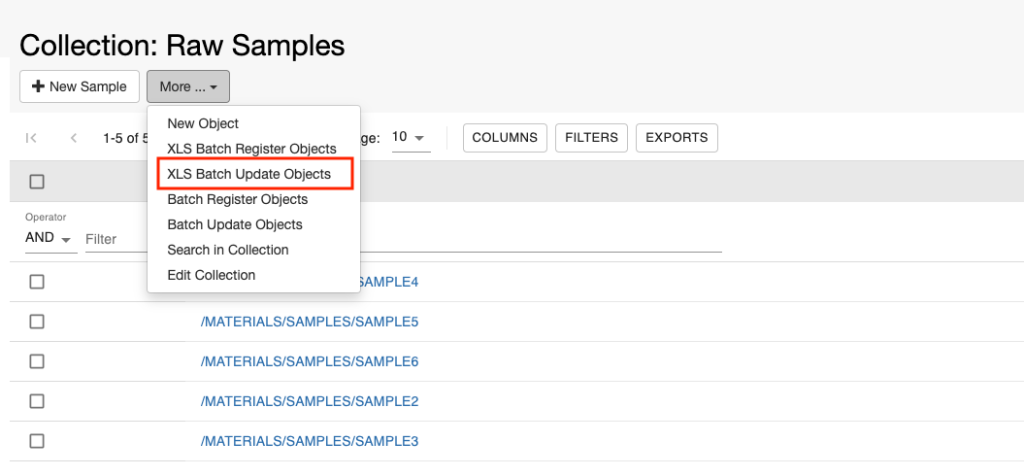 Collection: Raw Samples
+ New Sample
More ...
New Object
XLS Batch Register Objects
XLS Batch Update Objects
Batch Register Objects
Batch Update Objects
Search in Collection
Edit Collection
1-5 of 5
ge: 10
COLUMNS
FILTERS
EXPORTS
Operator
AND
Filter
SAMPLE4
/MATERIALS/SAMPLES/SAMPLE5
/MATERIALS/SAMPLES/SAMPLE6
/MATERIALS/SAMPLES/SAMPLE2
/MATERIALS/SAMPLES/SAMPLE3